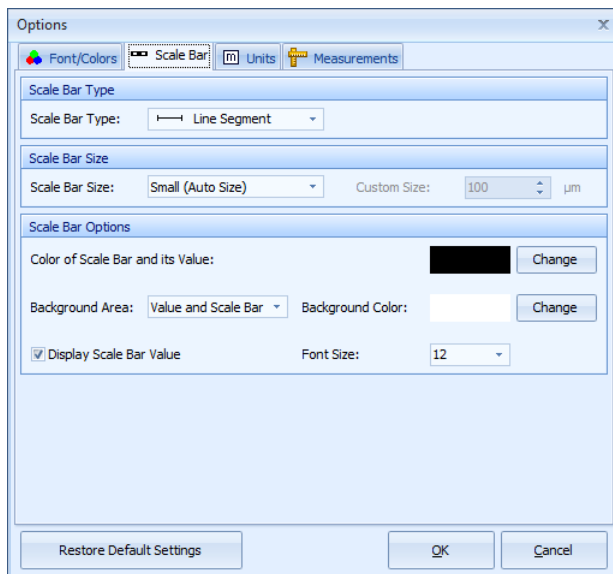 Options
Font/Colors Scale Bar m Units Measurements
Scale Bar Type
Scale Bar Type: Line Segment
Scale Bar Size
Scale Bar Size: Small (Auto Size) Custom Size: 100 µm
Scale Bar Options
Color of Scale Bar and its Value: Change
Background Area: Value and Scale Bar Background Color: Change
Display Scale Bar Value Font Size: 12
Restore Default Settings OK Cancel